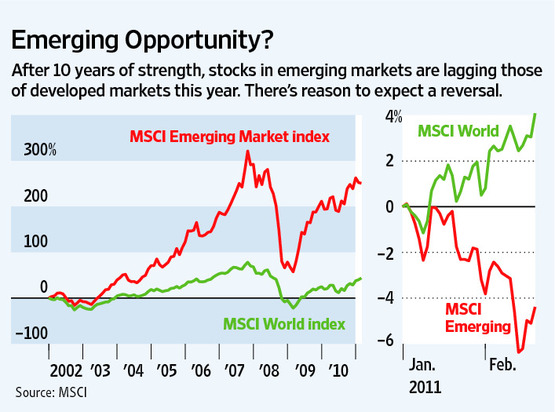 Emerging Opportunity?
After 10 years of strength, stocks in emerging markets are lagging those
of developed markets this year. There's reason to expect a reversal.
MSCI Emerging Market index
300%
200
100
0
–100
MSCI World index
2002 '03 '04 '05 '06 '07 '08 '09 '10
4%
MSCI World
2
0
–2
–4
MSCI
Emerging
–6
Jan. Feb.
2011
Source: MSCI